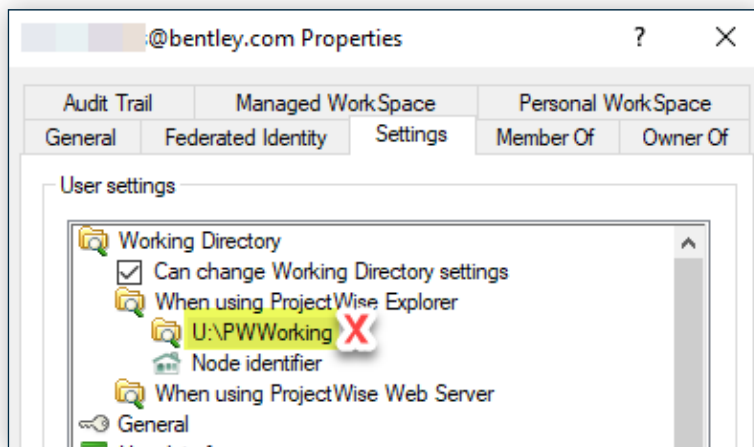 @bentley.com Properties ? X
Audit Trail Managed WorkSpace Personal WorkSpace
General Federated Identity Settings Member Of Owner Of
User settings
Working Directory
Can change Working Directory settings
When using ProjectWise Explorer
U:\PWWorking X
Node identifier
When using ProjectWise Web Server
General